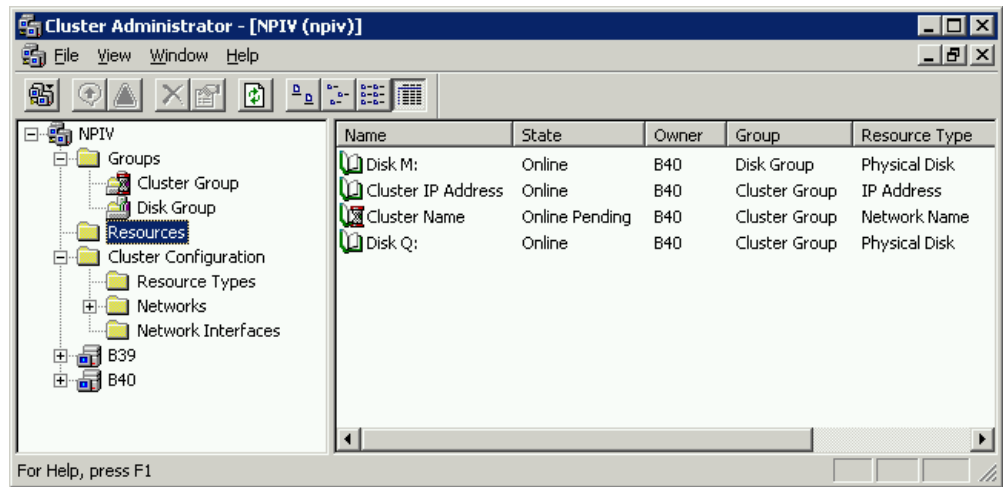 Cluster Administrator - [NPIV (npiv)]
File View Window Help
NPIV
Groups
Cluster Group
Disk Group
Resources
Cluster Configuration
Resource Types
Networks
Network Interfaces
B39
B40
Name State Owner Group Resource Type
Disk M: Online B40 Disk Group Physical Disk
Cluster IP Address Online B40 Cluster Group IP Address
Cluster Name Online Pending B40 Cluster Group Network Name
Disk Q: Online B40 Cluster Group Physical Disk
For Help, press F1